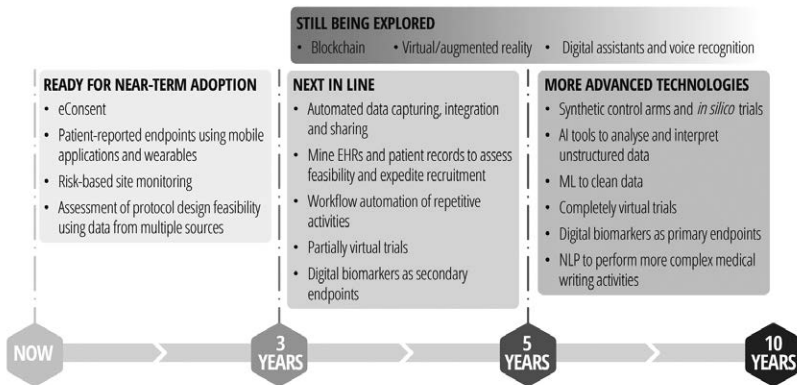 STILL BEING EXPLORED
• Blockchain • Virtual/augmented reality • Digital assistants and voice recognition
READY FOR NEAR-TERM ADOPTION
• eConsent
• Patient-reported endpoints using mobile
applications and wearables
• Risk-based site monitoring
• Assessment of protocol design feasibility
using data from multiple sources
NEXT IN LINE
• Automated data capturing, integration
and sharing
• Mine EHRs and patient records to assess
feasibility and expedite recruitment
• Workflow automation of repetitive
activities
• Partially virtual trials
• Digital biomarkers as secondary
endpoints
MORE ADVANCED TECHNOLOGIES
• Synthetic control arms and in silico trials
• AI tools to analyse and interpret
unstructured data
• ML to clean data
• Completely virtual trials
• Digital biomarkers as primary endpoints
• NLP to perform more complex medical
writing activities
NOW
3
YEARS
5
YEARS
10
YEARS